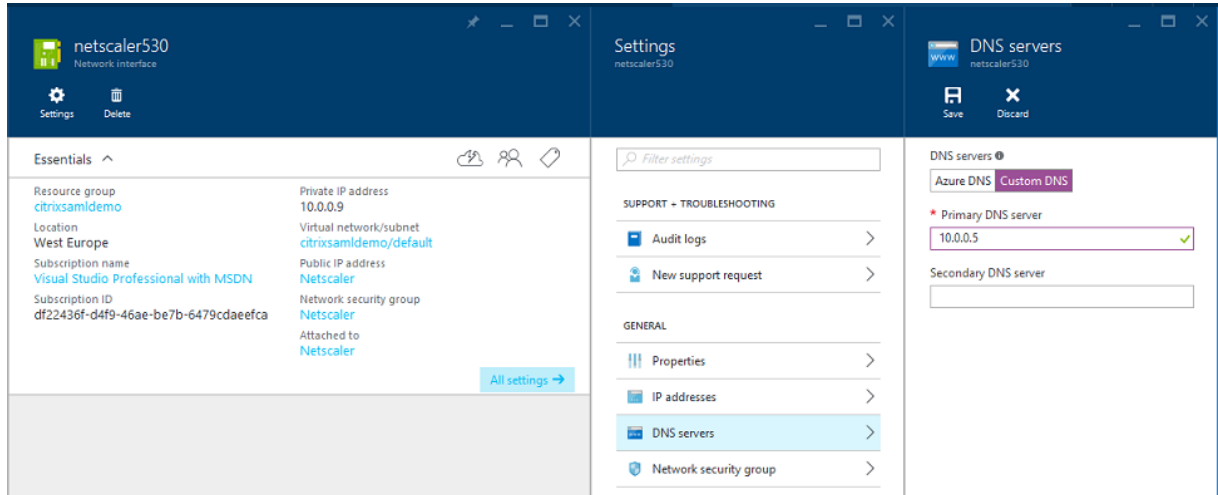 netscaler530
Network interface
Settings
Delete
Essentials
Resource group
citrixsamldemo
Location
West Europe
Subscription name
Visual Studio Professional with MSDN
Subscription ID
df22436f-d4f9-46ae-be7b-6479cdaeefca
Private IP address
10.0.0.9
Virtual network/subnet
citrixsamldemo/default
Public IP address
Netscaler
Network security group
Netscaler
Attached to
Netscaler
All settings
Settings
netscaler530
Filter settings
SUPPORT + TROUBLESHOOTING
Audit logs
New support request
GENERAL
Properties
IP addresses
DNS servers
Network security group
www
DNS servers
netscaler530
Save
Discard
DNS servers
Azure DNS Custom DNS
* Primary DNS server
10.0.0.5
Secondary DNS server